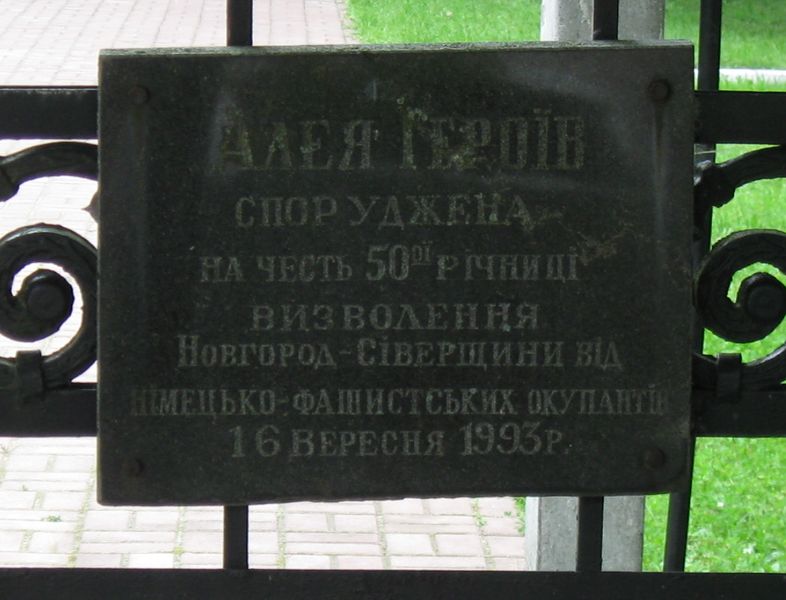 Алея Героїв
споруджена
на честь 50ої річниці
визволення
Новгород-Сіверщини від
німецько-фашистських окупантів
16 Вересня 1993р.